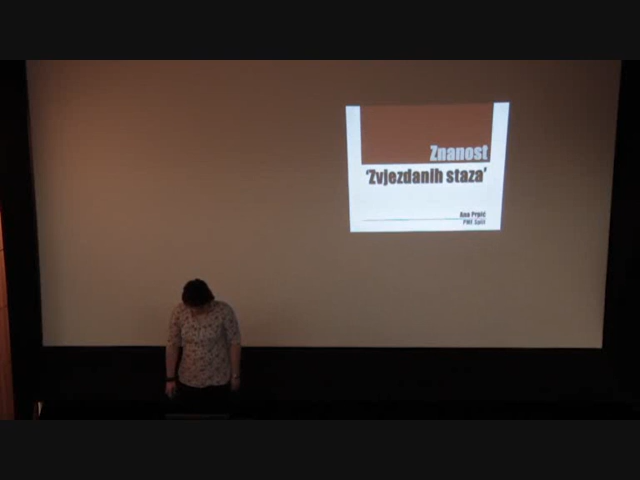 Znanost
‘Zvjezdanih staza’
Ana Prpić
PMF Split